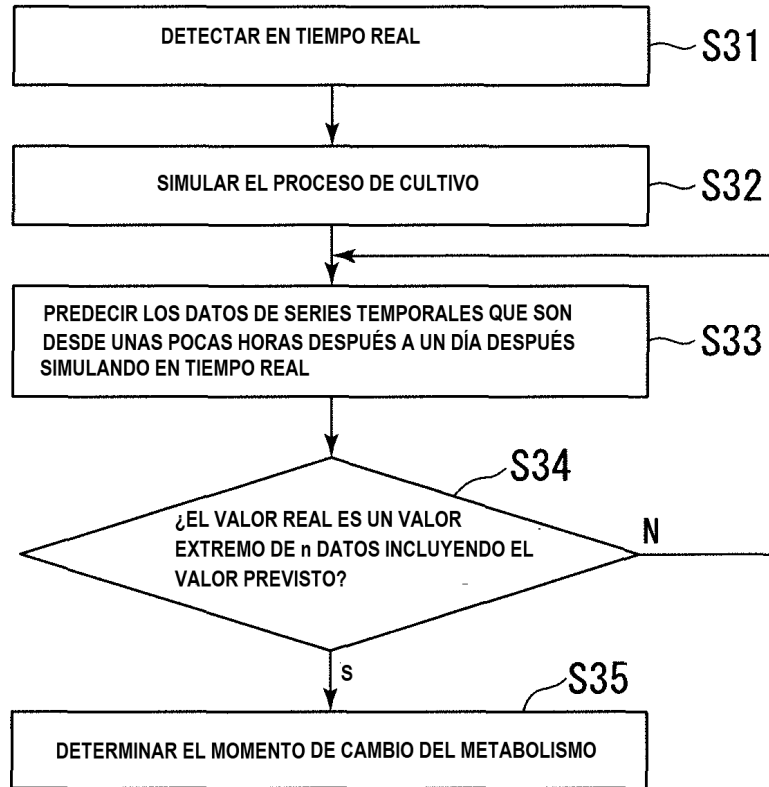 DETECTAR EN TIEMPO REAL
S31
SIMULAR EL PROCESO DE CULTIVO
S32
PREDECIR LOS DATOS DE SERIES TEMPORALES QUE SON
DESDE UNAS POCAS HORAS DESPUÉS A UN DÍA DESPUÉS
SIMULANDO EN TIEMPO REAL
S33
S34
¿EL VALOR REAL ES UN VALOR
EXTREMO DE n DATOS INCLUYENDO EL
VALOR PREVISTO?
N
S
S35
DETERMINAR EL MOMENTO DE CAMBIO DEL METABOLISMO